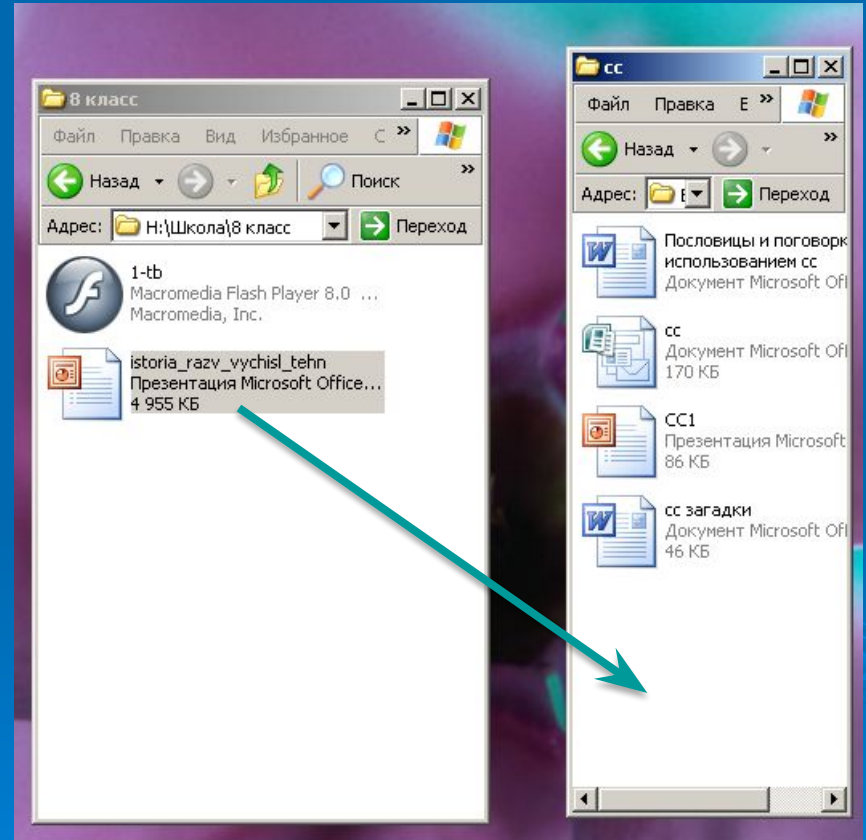 8 класс
Файл Правка Вид Избранное С »
Назад Поиск »
Адрес: H:\Школа\8 класс Переход
1-tb
Macromedia Flash Player 8.0 ...
Macromedia, Inc.
istoria_razv_vychisl_tehn
Презентация Microsoft Office...
4 955 КБ
сс
Файл Правка Е »
Назад »
Адрес: Переход
Пословицы и поговорк
использованием сс
Документ Microsoft Of
сс
Документ Microsoft Of
170 КБ
СС1
Презентация Microsoft
86 КБ
сс загадки
Документ Microsoft Of
46 КБ